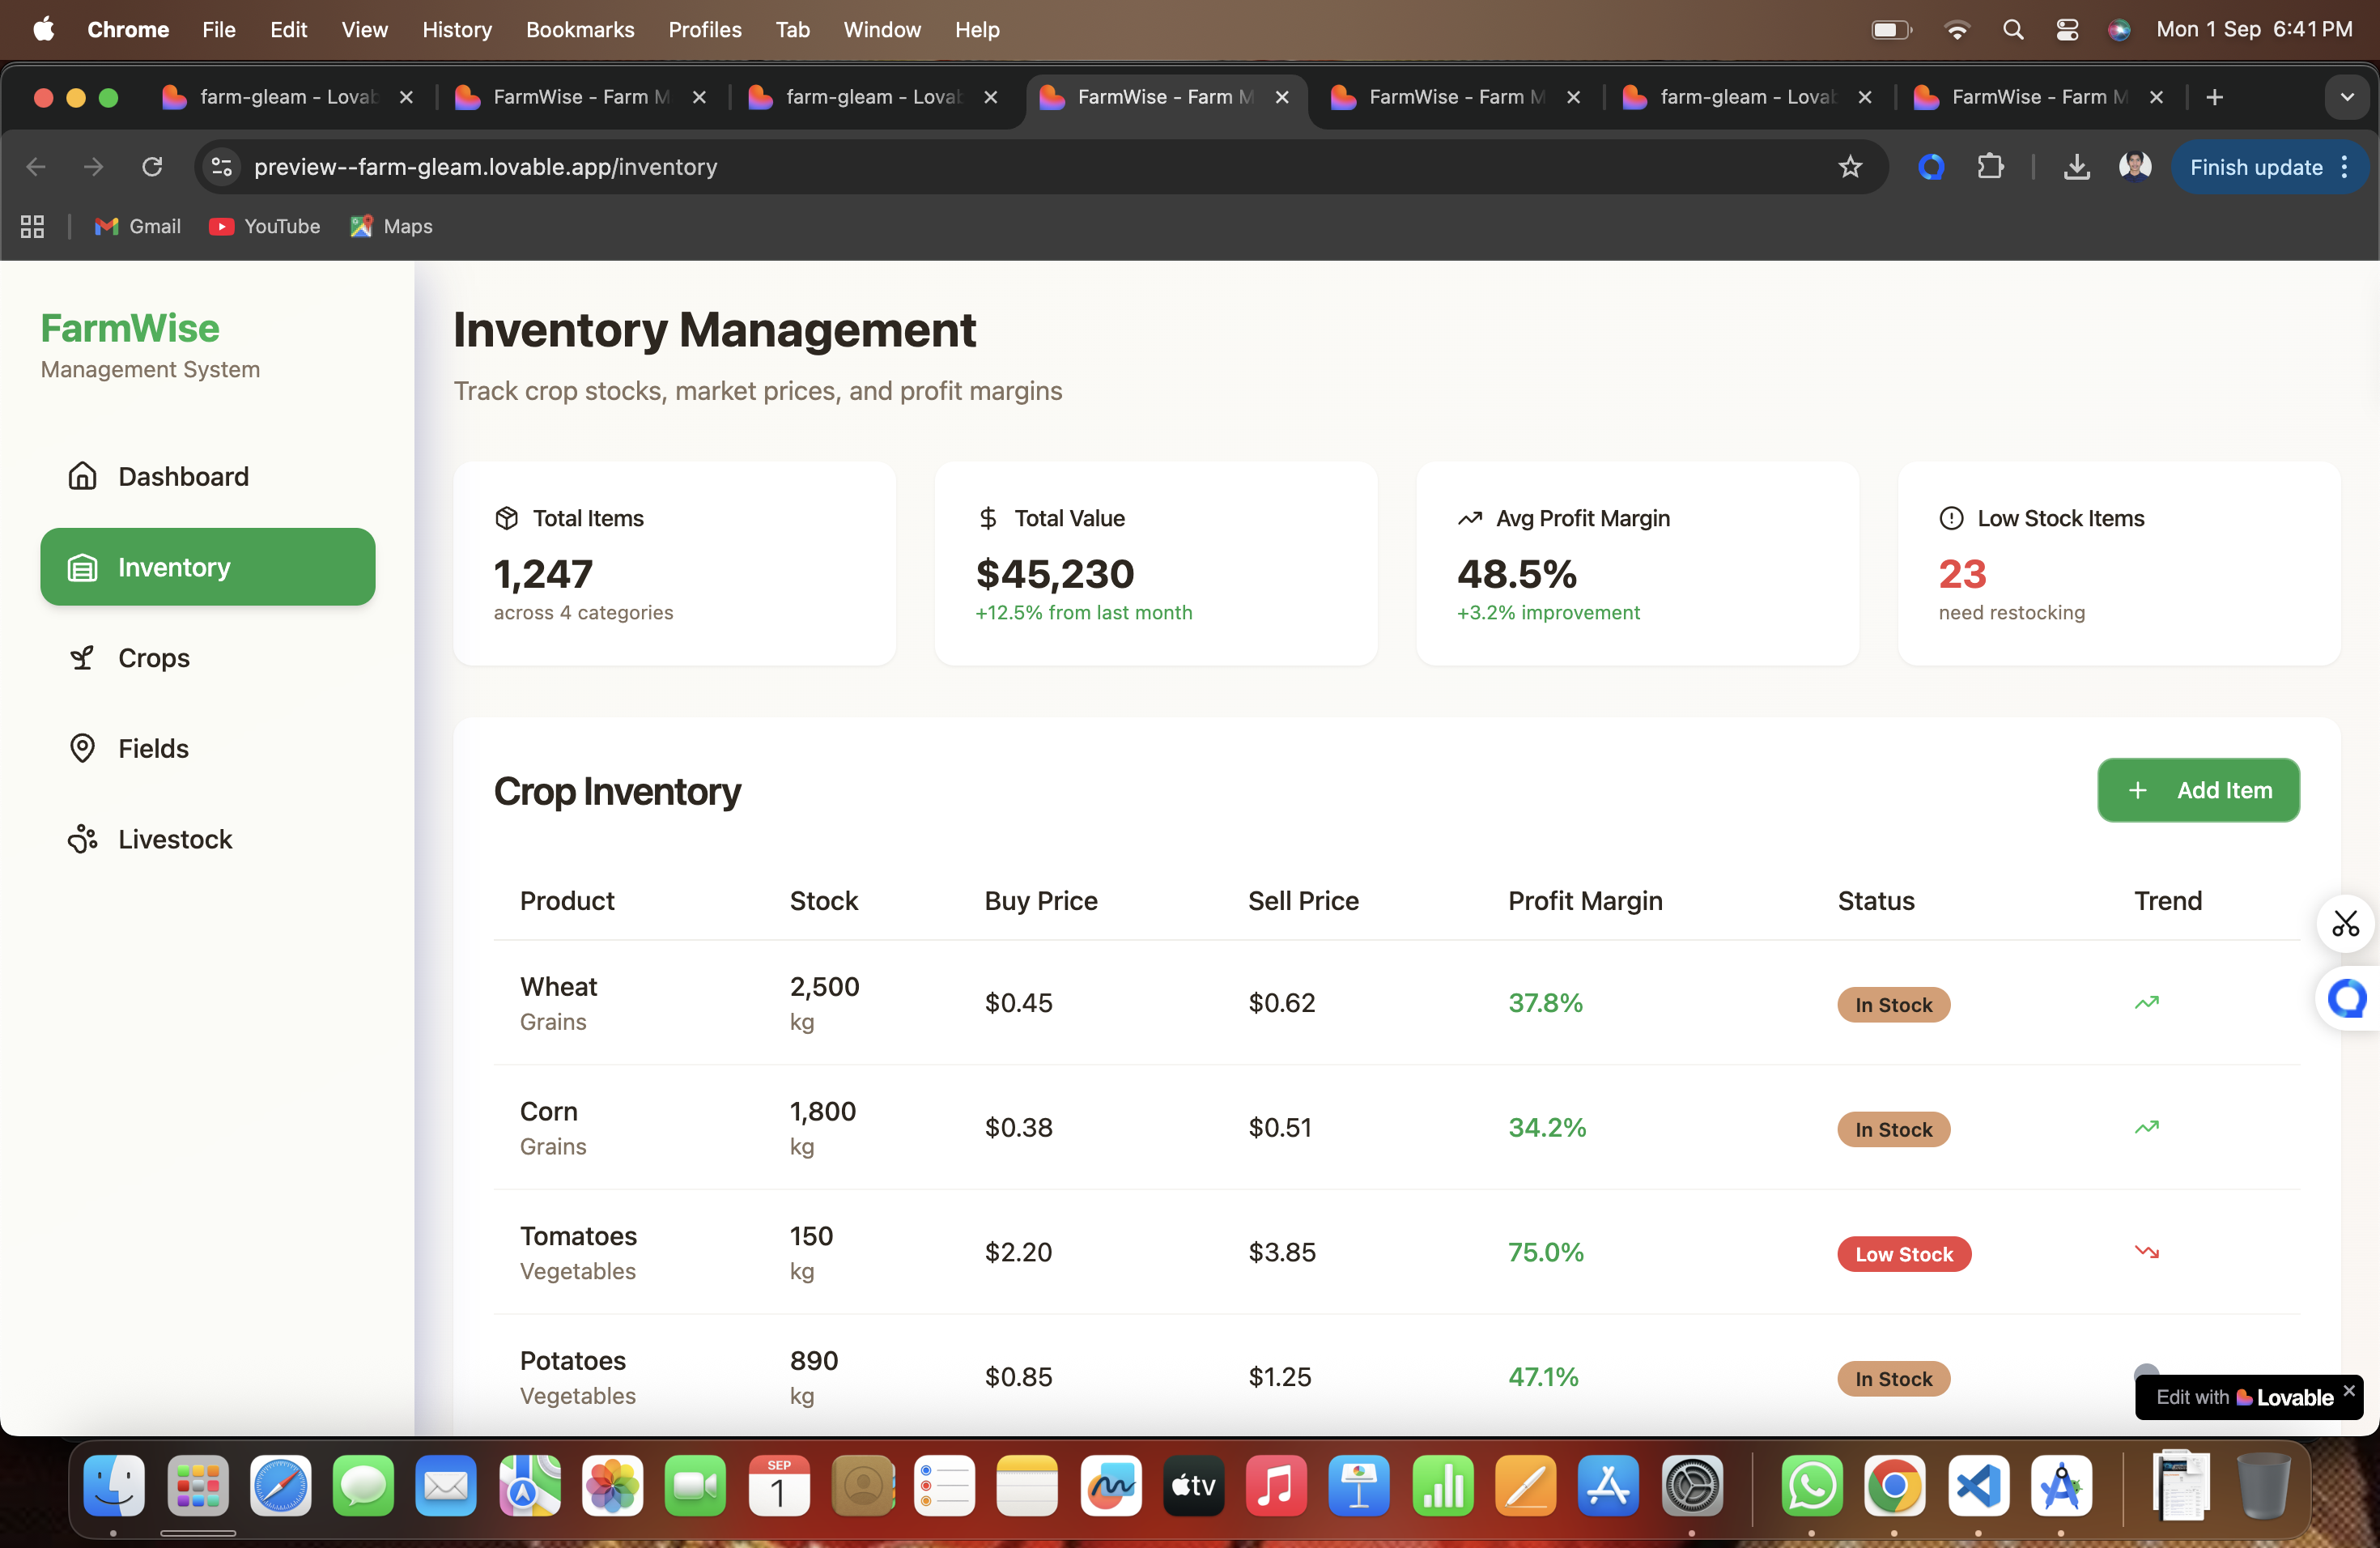 Chrome File Edit View History Bookmarks Profiles Tab Window Help Mon 1 Sep 6:41 PM
farm-gleam - Lovab FarmWise - Farm M farm-gleam - Lovab FarmWise - Farm M FarmWise - Farm M farm-gleam - Lovab FarmWise - Farm M
preview--farm-gleam.lovable.app/inventory Finish update
Gmail YouTube Maps
FarmWise
Management System
Dashboard
Inventory
Crops
Fields
Livestock
Inventory Management
Track crop stocks, market prices, and profit margins
Total Items
1,247
across 4 categories
Total Value
$45,230
+12.5% from last month
Avg Profit Margin
48.5%
+3.2% improvement
Low Stock Items
23
need restocking
Crop Inventory
+ Add Item
Product Stock Buy Price Sell Price Profit Margin Status Trend
Wheat 2,500 $0.45 $0.62 37.8% In Stock
Grains kg
Corn 1,800 $0.38 $0.51 34.2% In Stock
Grains kg
Tomatoes 150 $2.20 $3.85 75.0% Low Stock
Vegetables kg
Potatoes 890 $0.85 $1.25 47.1% In Stock
Vegetables kg
Edit with Lovable
SEP
1
tv